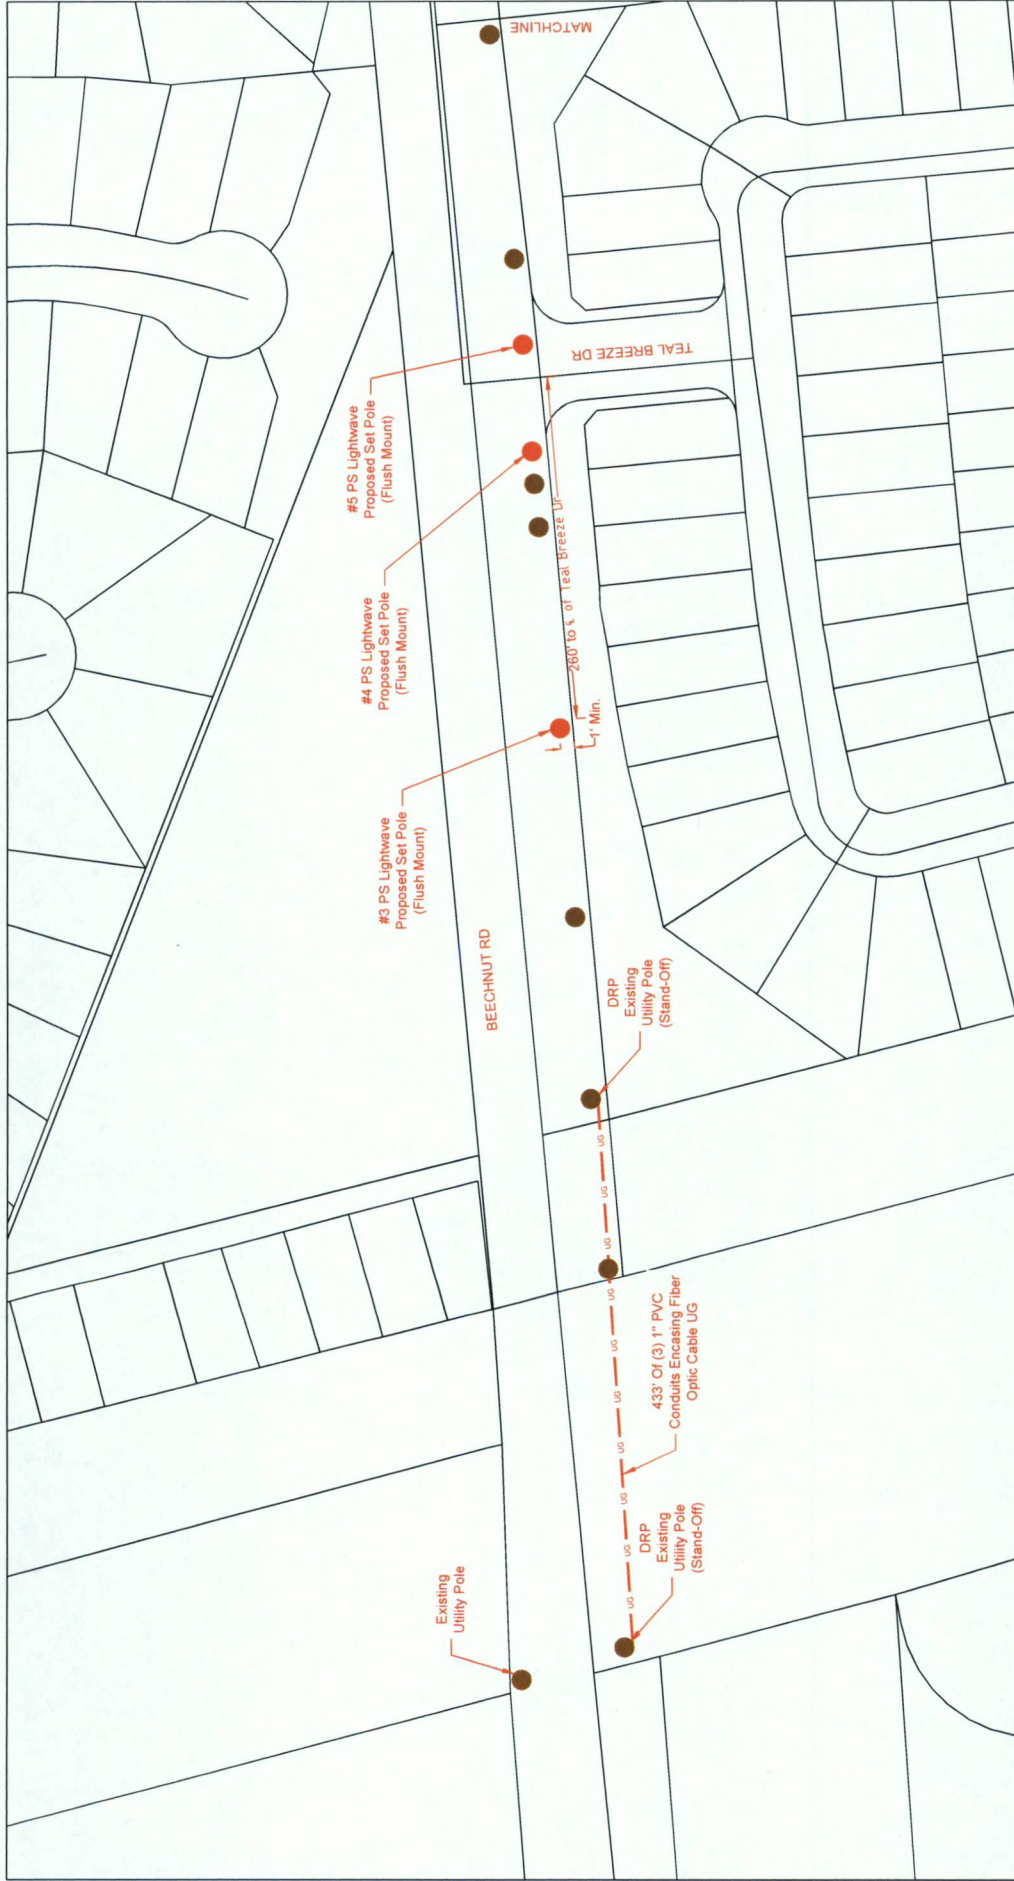 MATCHLINE
#5 PS Lightwave
Proposed Set Pole
(Flush Mount)
TEAL BREEZE DR
#4 PS Lightwave
Proposed Set Pole
(Flush Mount)
260' to ℄ of Teal Breeze Dr
#3 PS Lightwave
Proposed Set Pole
(Flush Mount)
1' Min.
BEECHNUT RD
DRP
Existing
Utility Pole
(Stand-Off)
UG
UG
UG
UG
UG
UG
UG
UG
UG
UG
433' Of (3) 1" PVC
Conduits Encasing Fiber
Optic Cable UG
DRP
Existing
Utility Pole
(Stand-Off)
Existing
Utility Pole